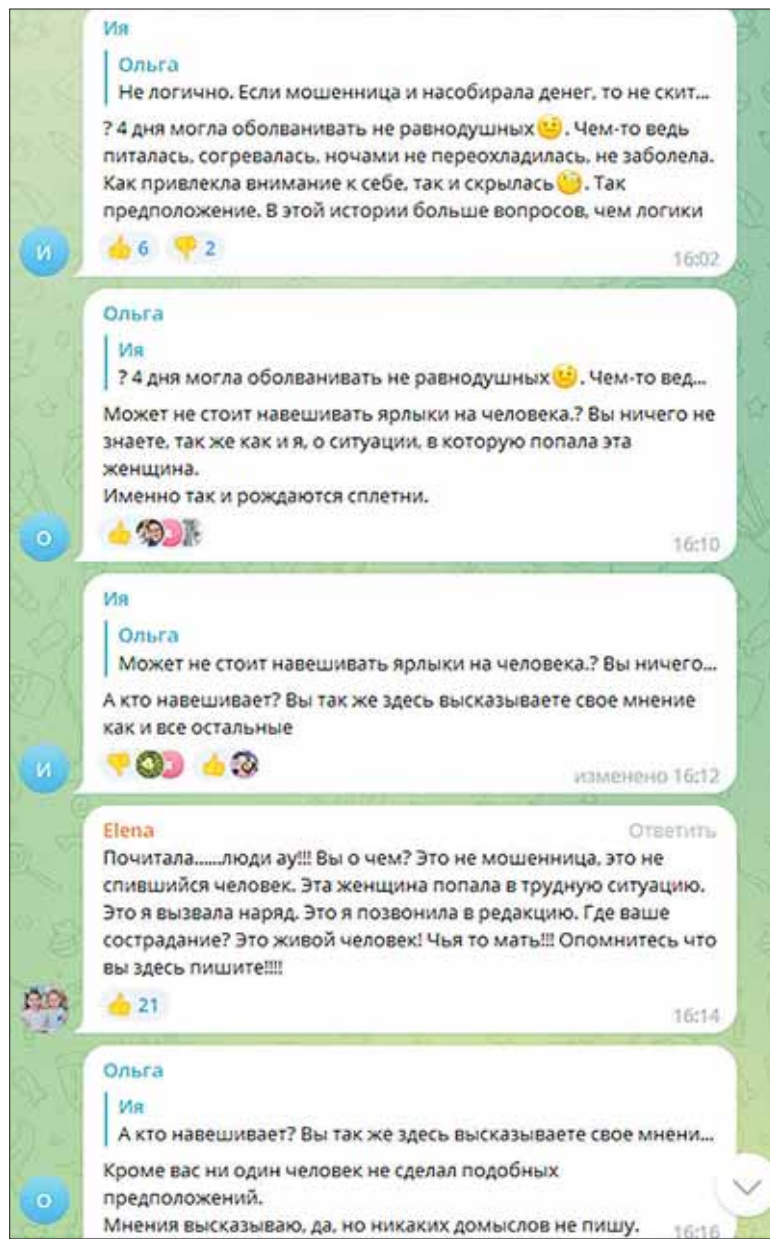 Ия
Ольга
Не логично. Если мошенница и насобирала денег, то не скит...
? 4 дня могла оболванивать не равнодушных. Чем-то ведь
питалась, согревалась, ночами не переохладилась, не заболела.
Как привлекла внимание к себе, так и скрылась. Так
предположение. В этой истории больше вопросов, чем логики
И
6 2
16:02
Ольга
Ия
? 4 дня могла оболванивать не равнодушных. Чем-то вед...
Может не стоит навешивать ярлыки на человека.? Вы ничего не
знаете, так же как и я, о ситуации, в которую попала эта
женщина.
Именно так и рождаются сплетни.
О
16:10
Ия
Ольга
Может не стоит навешивать ярлыки на человека.? Вы ничего...
А кто навешивает? Вы так же здесь высказываете свое мнение
как и все остальные
И
изменено 16:12
Elena Ответить
Почитала......люди ау!!! Вы о чем? Это не мошенница, это не
спившийся человек. Эта женщина попала в трудную ситуацию.
Это я вызвала наряд. Это я позвонила в редакцию. Где ваше
сострадание? Это живой человек! Чья то мать!!! Опомнитесь что
вы здесь пишите!!!!
21
16:14
Ольга
Ия
А кто навешивает? Вы так же здесь высказываете свое мнени...
Кроме вас ни один человек не сделал подобных
предположений.
О
Мнения высказываю, да, но никаких домыслов не пишу. 16:16